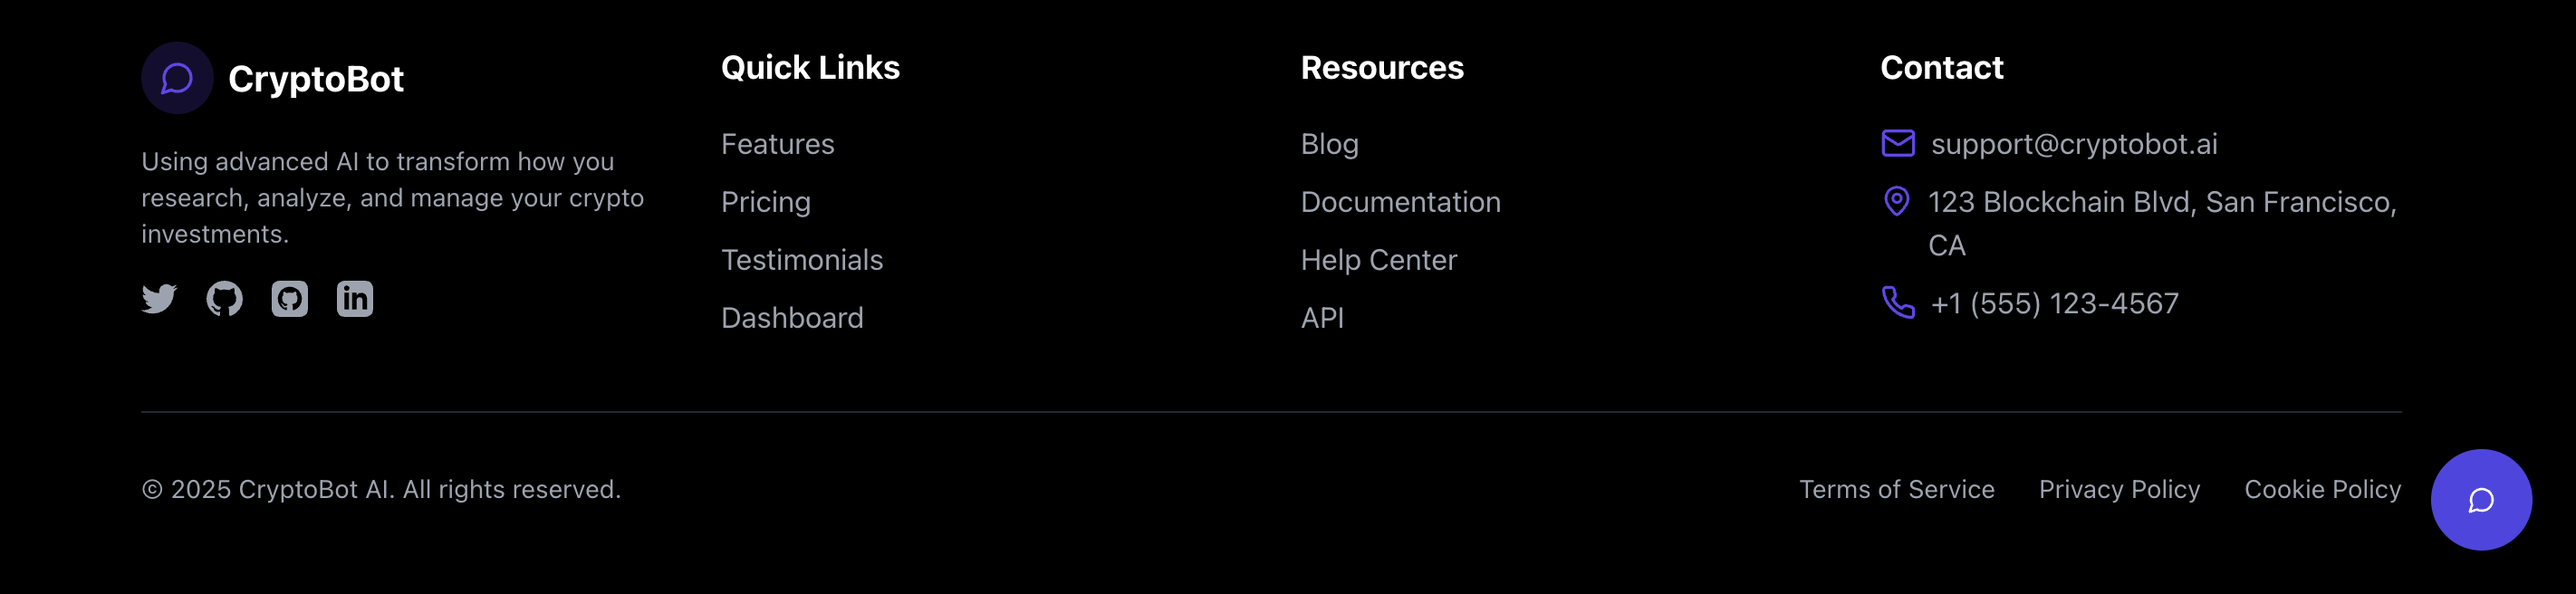 CryptoBot
Using advanced AI to transform how you
research, analyze, and manage your crypto
investments.
Quick Links
Features
Pricing
Testimonials
Dashboard
Resources
Blog
Documentation
Help Center
API
Contact
support@cryptobot.ai
123 Blockchain Blvd, San Francisco,
CA
+1 (555) 123-4567
© 2025 CryptoBot AI. All rights reserved.
Terms of Service Privacy Policy Cookie Policy